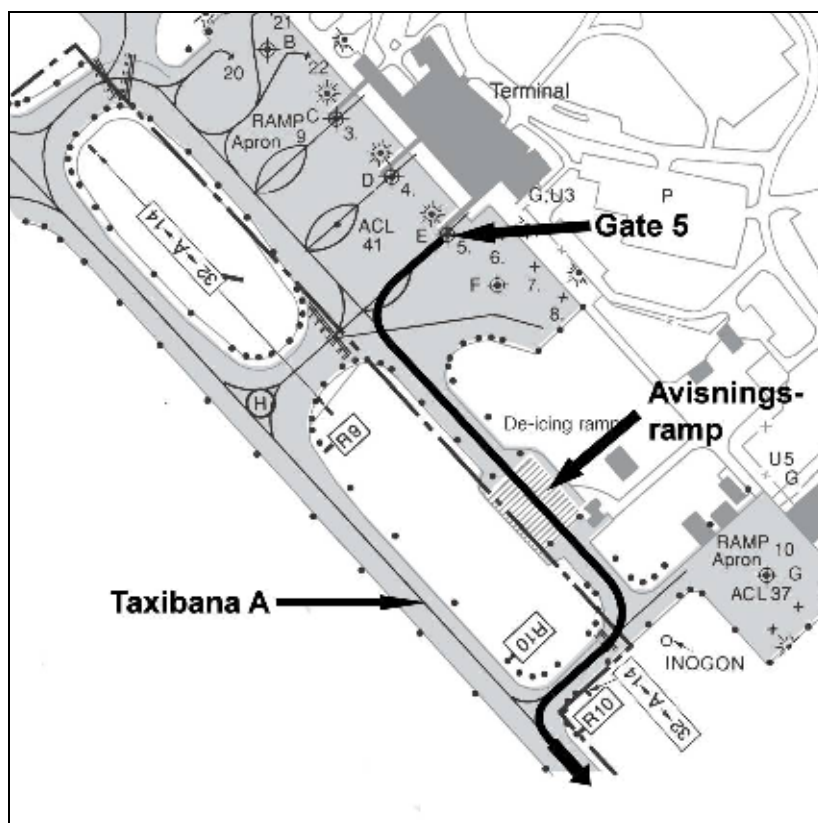 21
B
20
22
Terminal
RAMP
Apron
9
C
3.
D
4.
G,U3
P
ACL
41
E
5.
Gate 5
6.
F
7.
8.
32-A-14
H
De-icing ramp
Avisnings-
ramp
R9
U5
G
RAMP
Apron
10
G
ACL 37
Taxibana A
R10
INOGON
32-A-14
R10